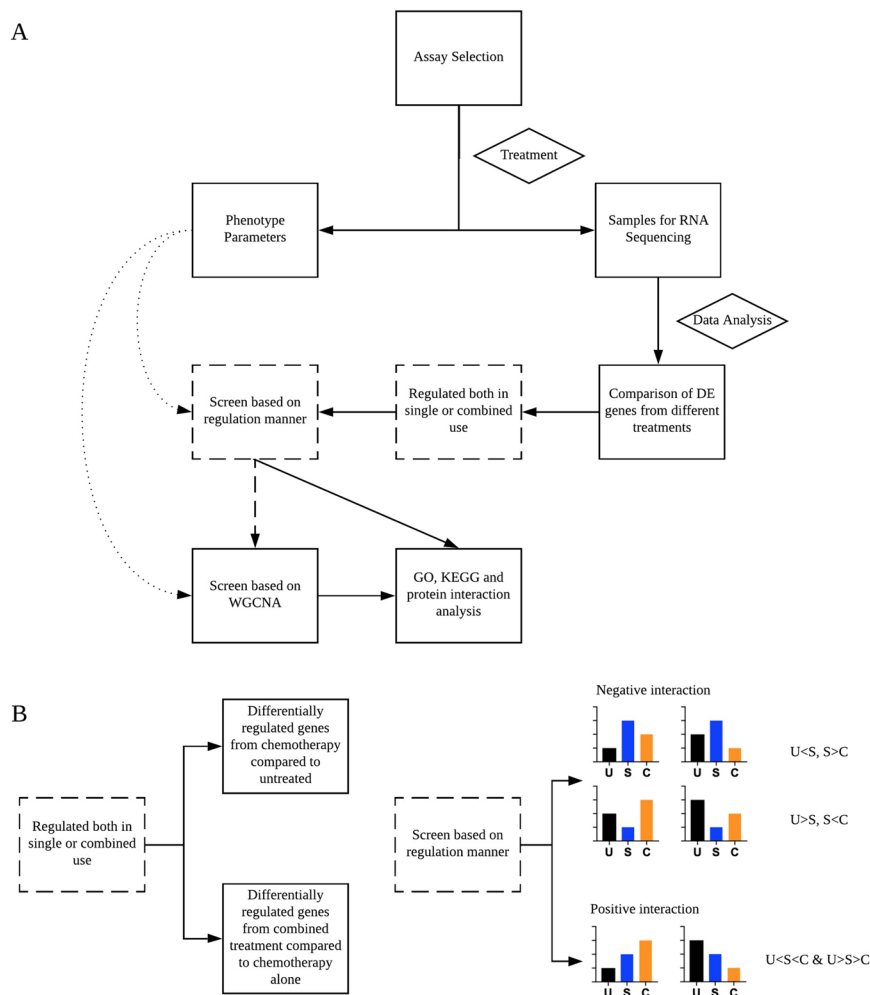 A
Assay Selection
Treatment
Phenotype
Parameters
Samples for RNA
Sequencing
Data Analysis
Screen based on
regulation manner
Regulated both in
single or combined
use
Comparison of DE
genes from different
treatments
Screen based on
WGCNA
GO, KEGG and
protein interaction
analysis
B
Differentially
regulated genes
from chemotherapy
compared to
untreated
Regulated both in
single or combined
use
Differentially
regulated genes
from combined
treatment compared
to chemotherapy
alone
Screen based on
regulation manner
Negative interaction
U S C
U S C
U<S, S>C
U S C
U S C
U>S, S<C
Positive interaction
U S C
U S C
U<S<C & U>S>C